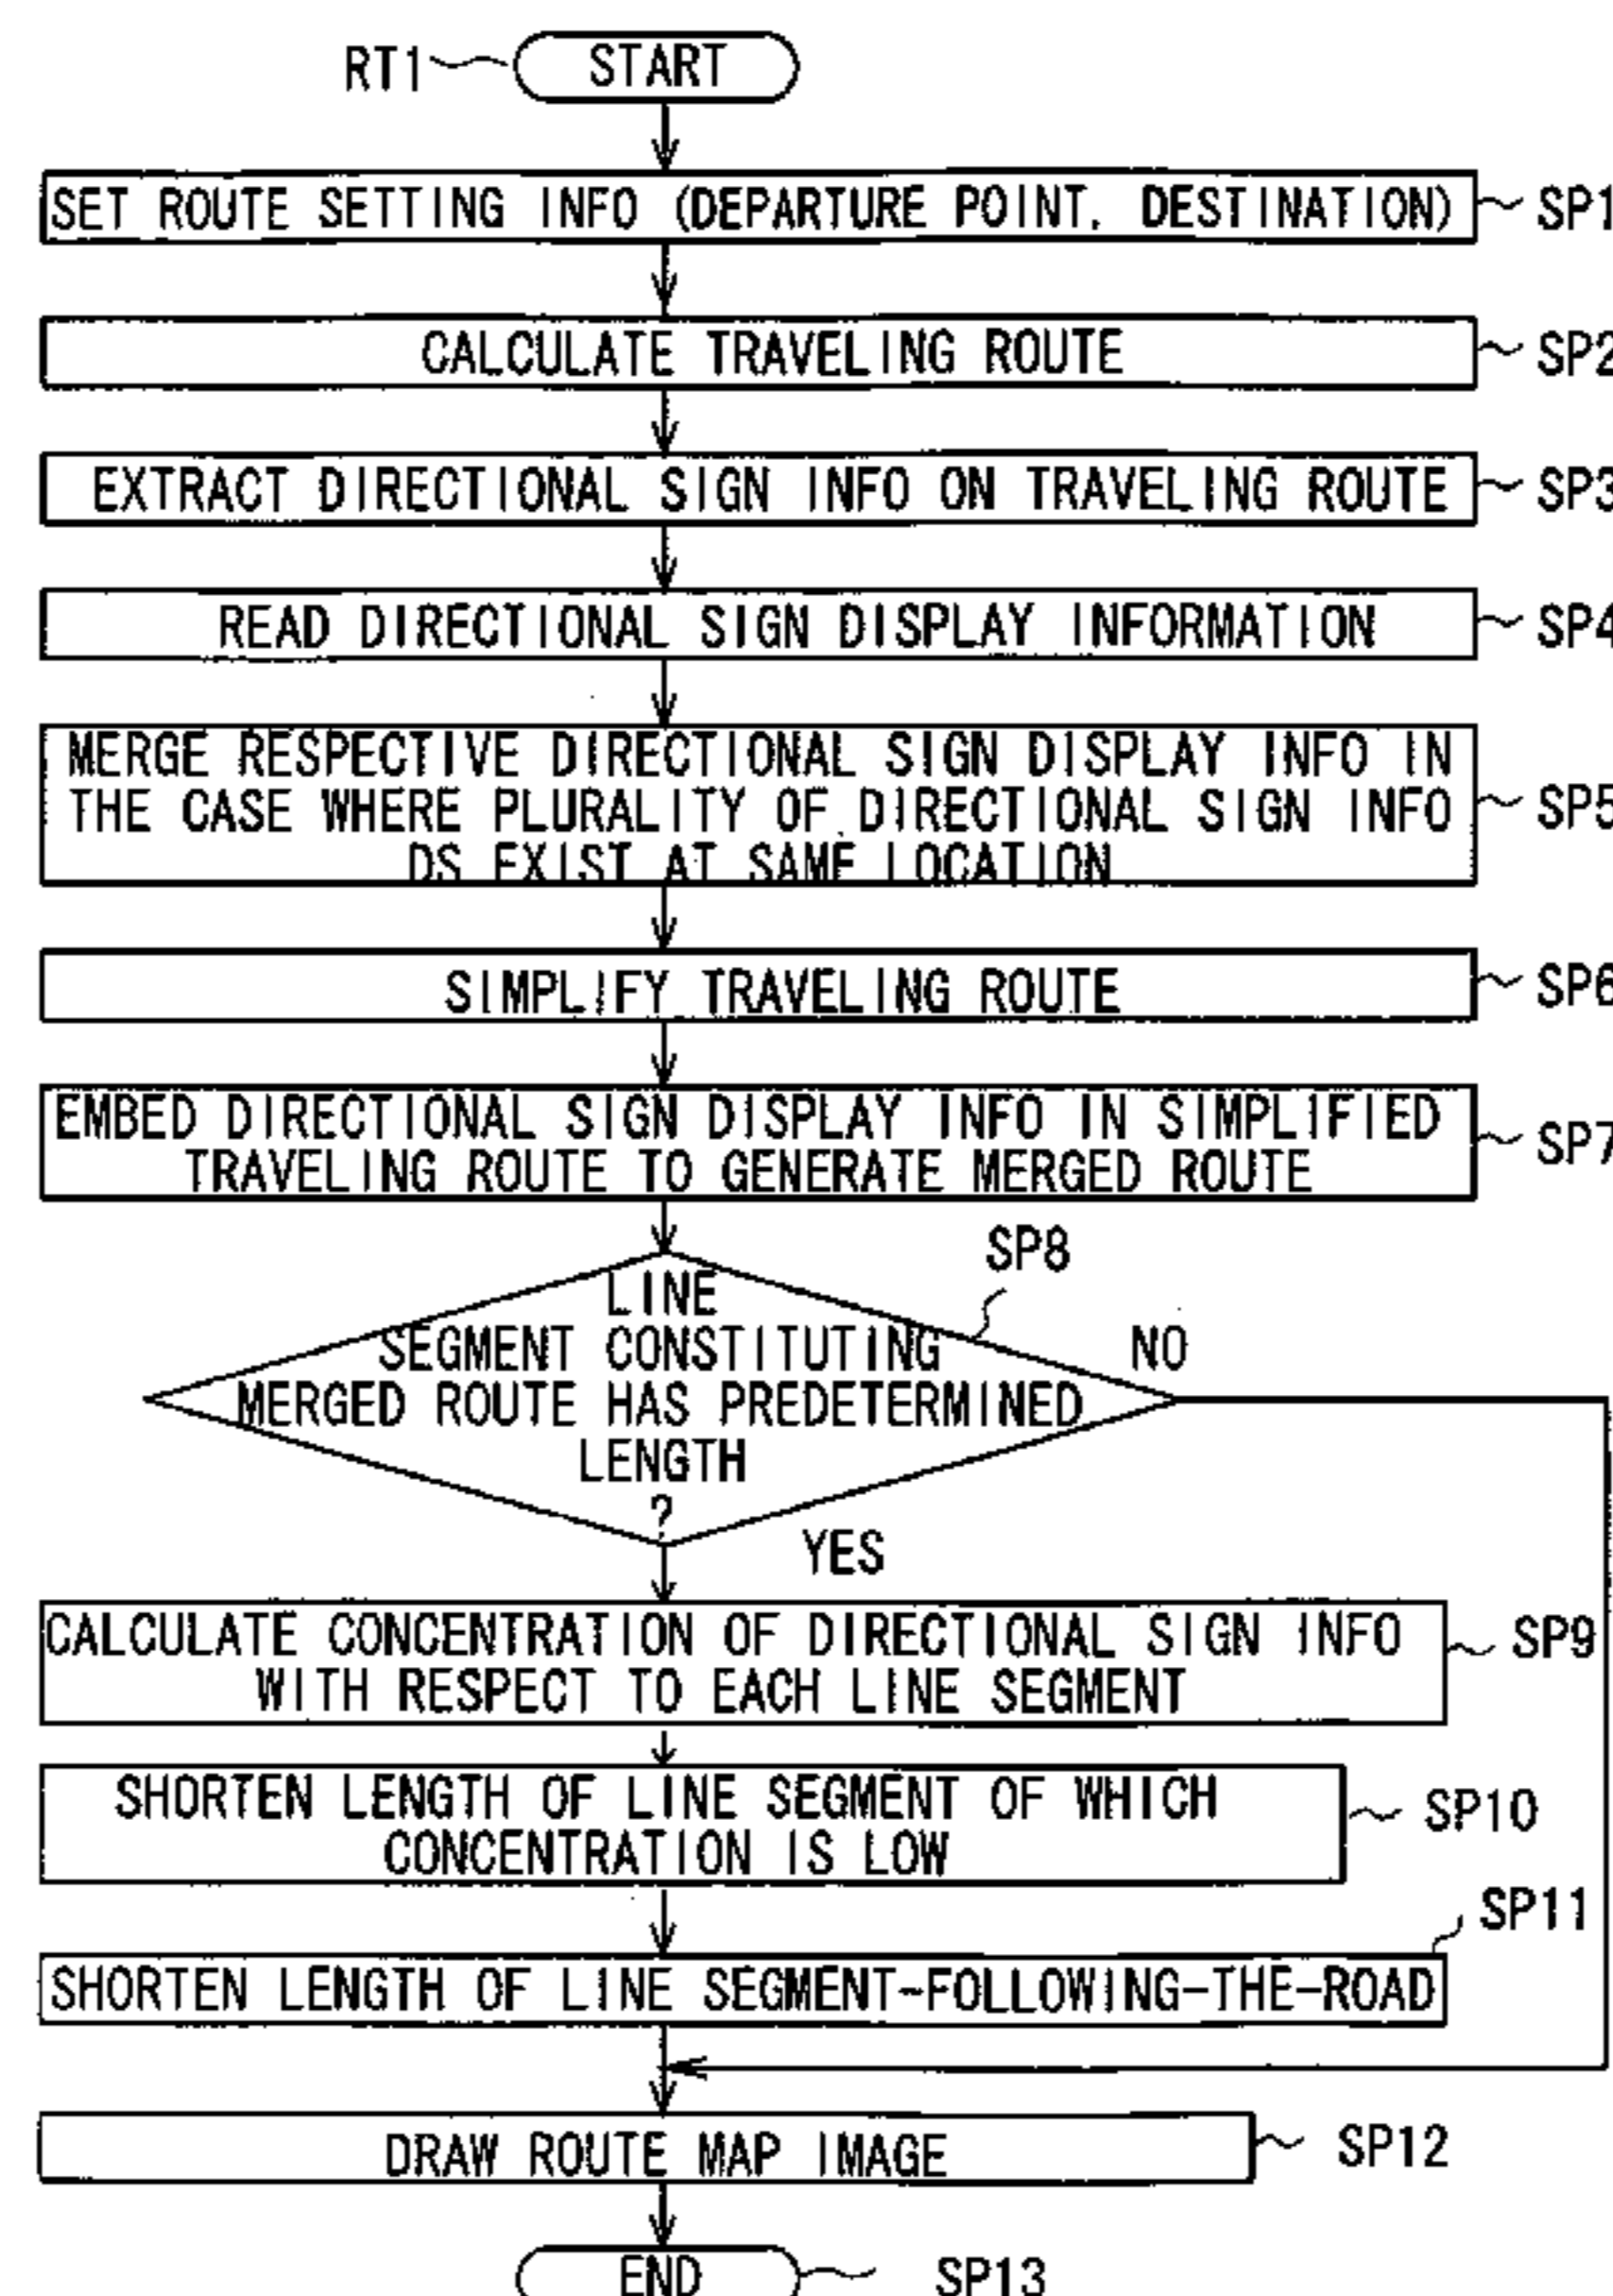 RT1 START
SET ROUTE SETTING INFO (DEPARTURE POINT, DESTINATION) SP1
CALCULATE TRAVELING ROUTE SP2
EXTRACT DIRECTIONAL SIGN INFO ON TRAVELING ROUTE SP3
READ DIRECTIONAL SIGN DISPLAY INFORMATION SP4
MERGE RESPECTIVE DIRECTIONAL SIGN DISPLAY INFO IN
THE CASE WHERE PLURALITY OF DIRECTIONAL SIGN INFO SP5
DS EXIST AT SAME LOCATION
SIMPLIFY TRAVELING ROUTE SP6
EMBED DIRECTIONAL SIGN DISPLAY INFO IN SIMPLIFIED
TRAVELING ROUTE TO GENERATE MERGED ROUTE
SP7
SP8
LINE
SEGMENT CONSTITUTING
MERGED ROUTE HAS PREDETERMINED
LENGTH
?
NO
YES
CALCULATE CONCENTRATION OF DIRECTIONAL SIGN INFO
WITH RESPECT TO EACH LINE SEGMENT
SP9
SHORTEN LENGTH OF LINE SEGMENT OF WHICH
CONCENTRATION IS LOW
SP10
SP11
SHORTEN LENGTH OF LINE SEGMENT-FOLLOWING-THE-ROAD
DRAW ROUTE MAP IMAGE SP12
END SP13